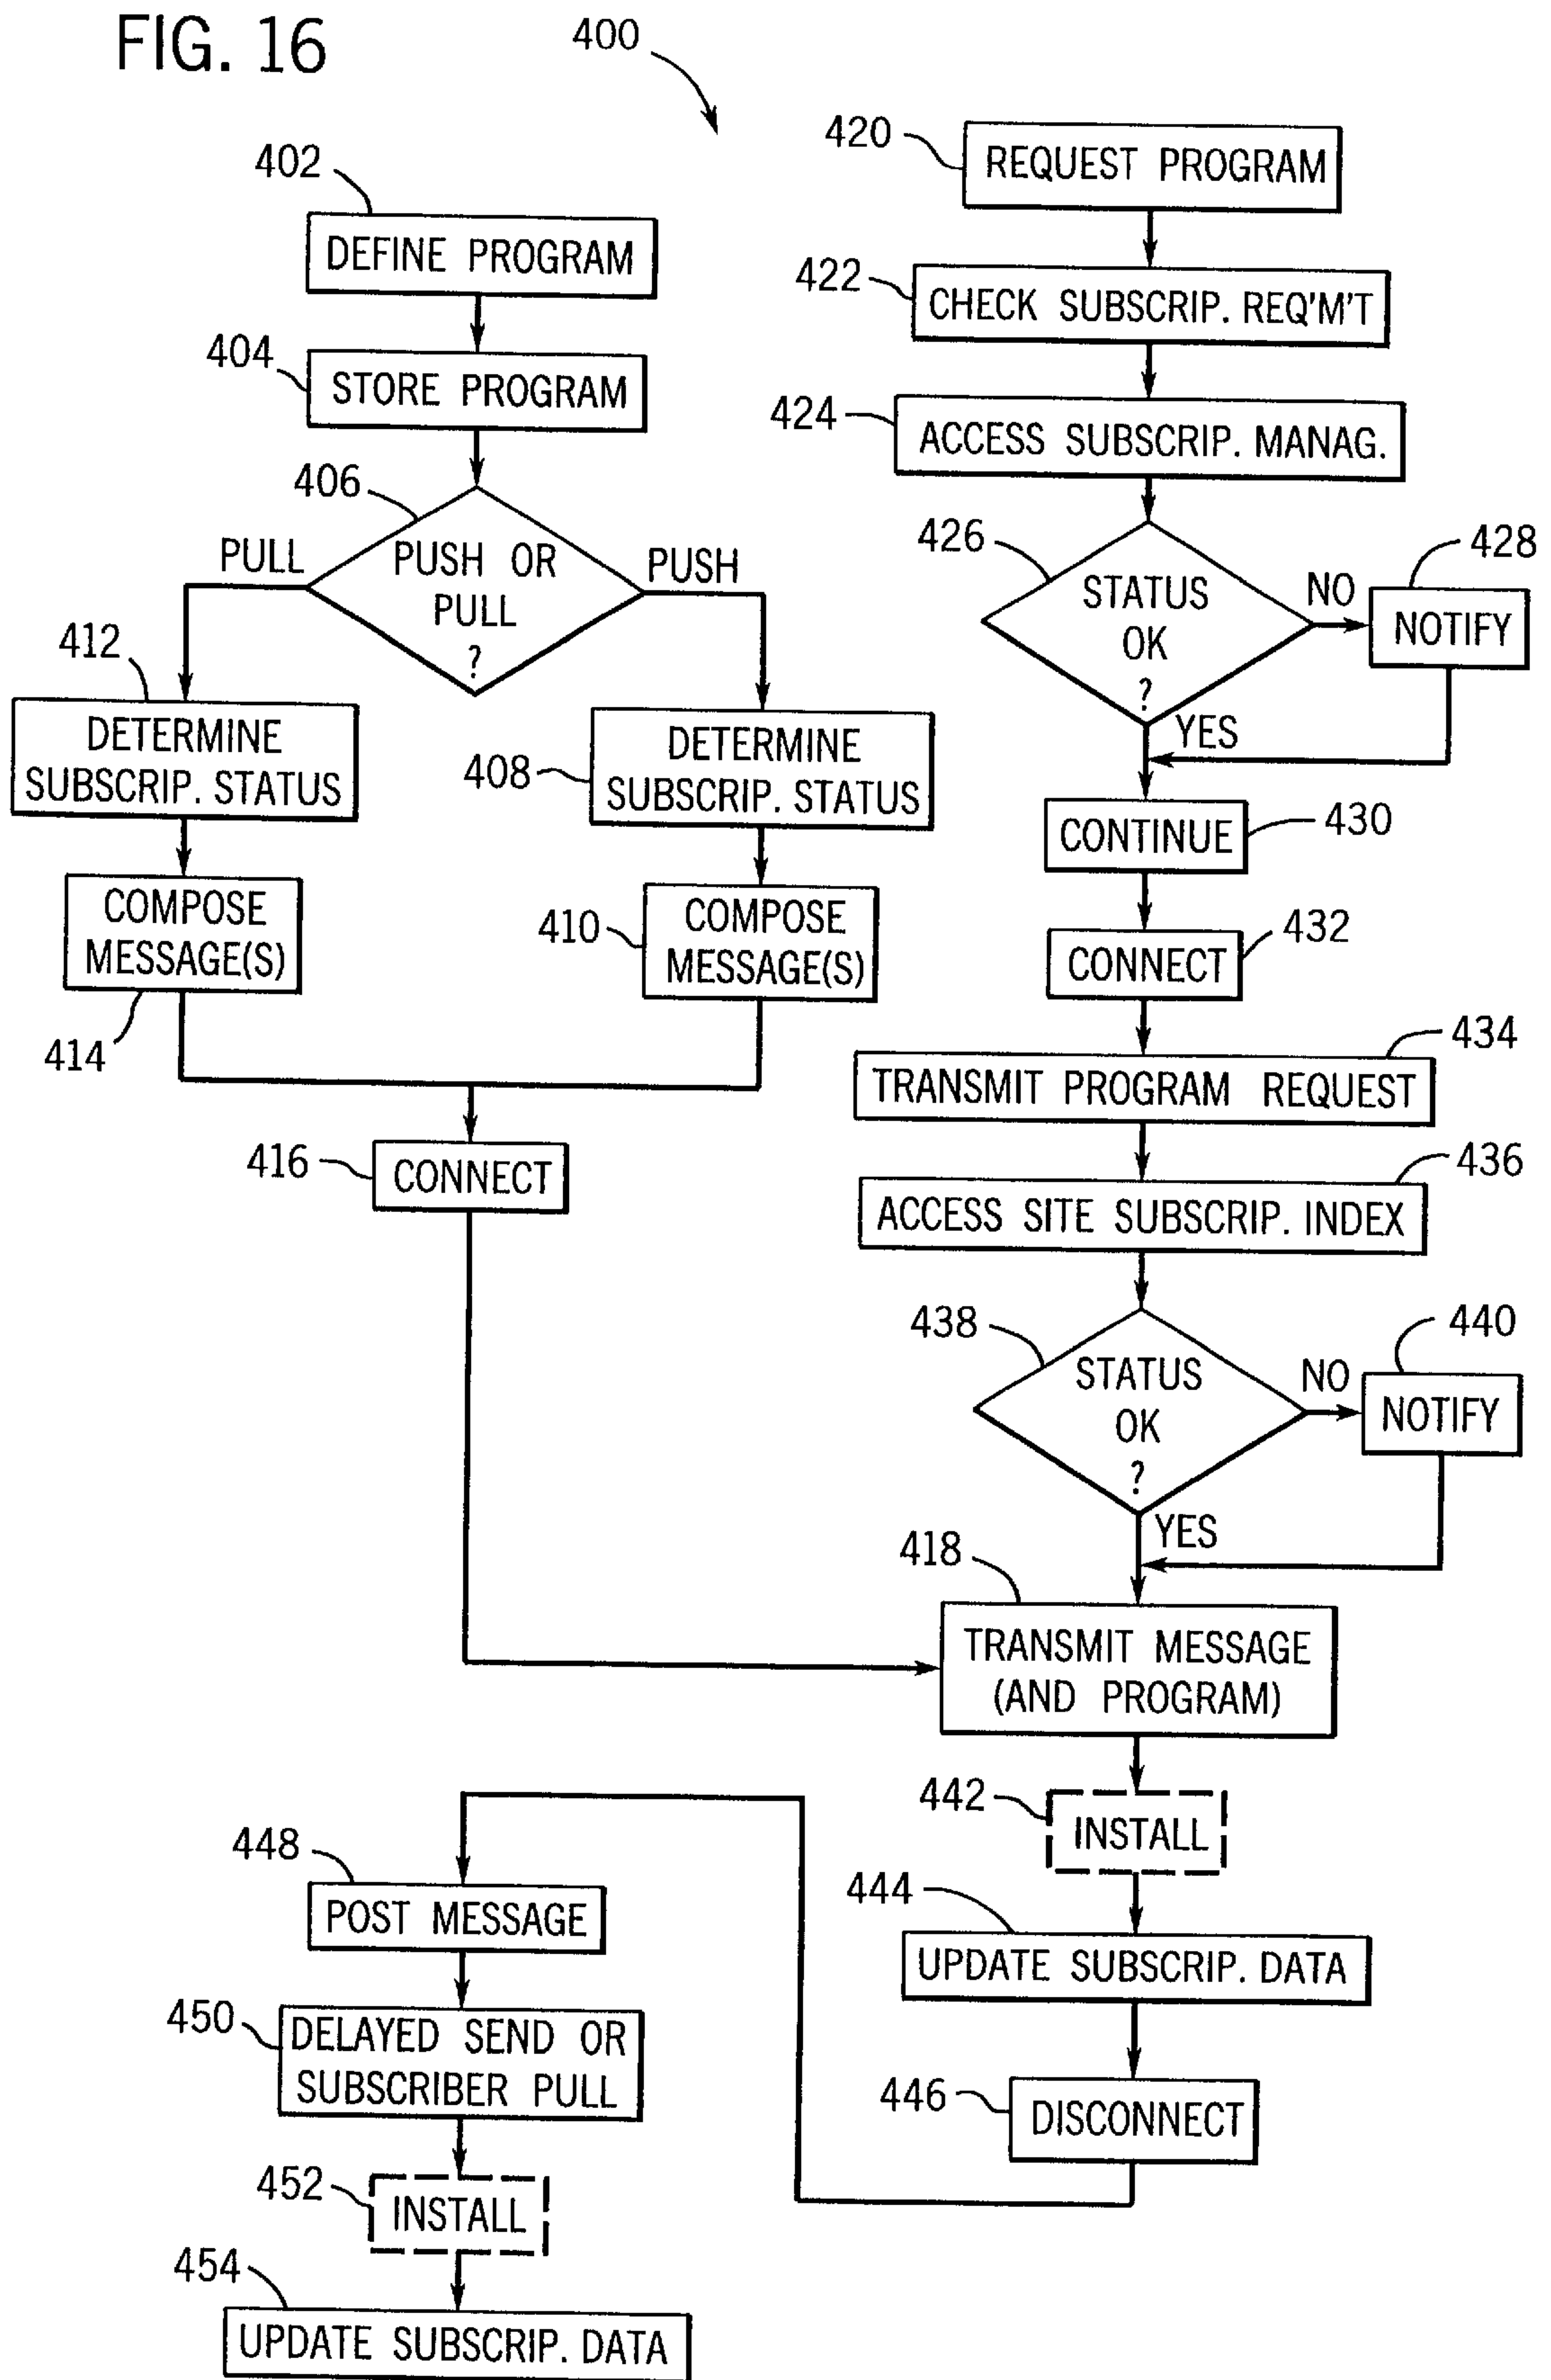 FIG. 16
400
402
DEFINE PROGRAM
404
STORE PROGRAM
406
PUSH OR
PULL
?
PULL
PUSH
412
DETERMINE
SUBSCRIP. STATUS
408
DETERMINE
SUBSCRIP. STATUS
COMPOSE
MESSAGE(S)
414
410
COMPOSE
MESSAGE(S)
416
CONNECT
420
REQUEST PROGRAM
422
CHECK SUBSCRIP. REQ'M'T
424
ACCESS SUBSCRIP. MANAG.
426
STATUS
OK
?
NO
428
NOTIFY
YES
CONTINUE
430
CONNECT
432
434
TRANSMIT PROGRAM REQUEST
436
ACCESS SITE SUBSCRIP. INDEX
438
STATUS
OK
?
NO
440
NOTIFY
YES
418
TRANSMIT MESSAGE
(AND PROGRAM)
442
INSTALL
444
UPDATE SUBSCRIP. DATA
446
DISCONNECT
448
POST MESSAGE
450
DELAYED SEND OR
SUBSCRIBER PULL
452
INSTALL
454
UPDATE SUBSCRIP. DATA